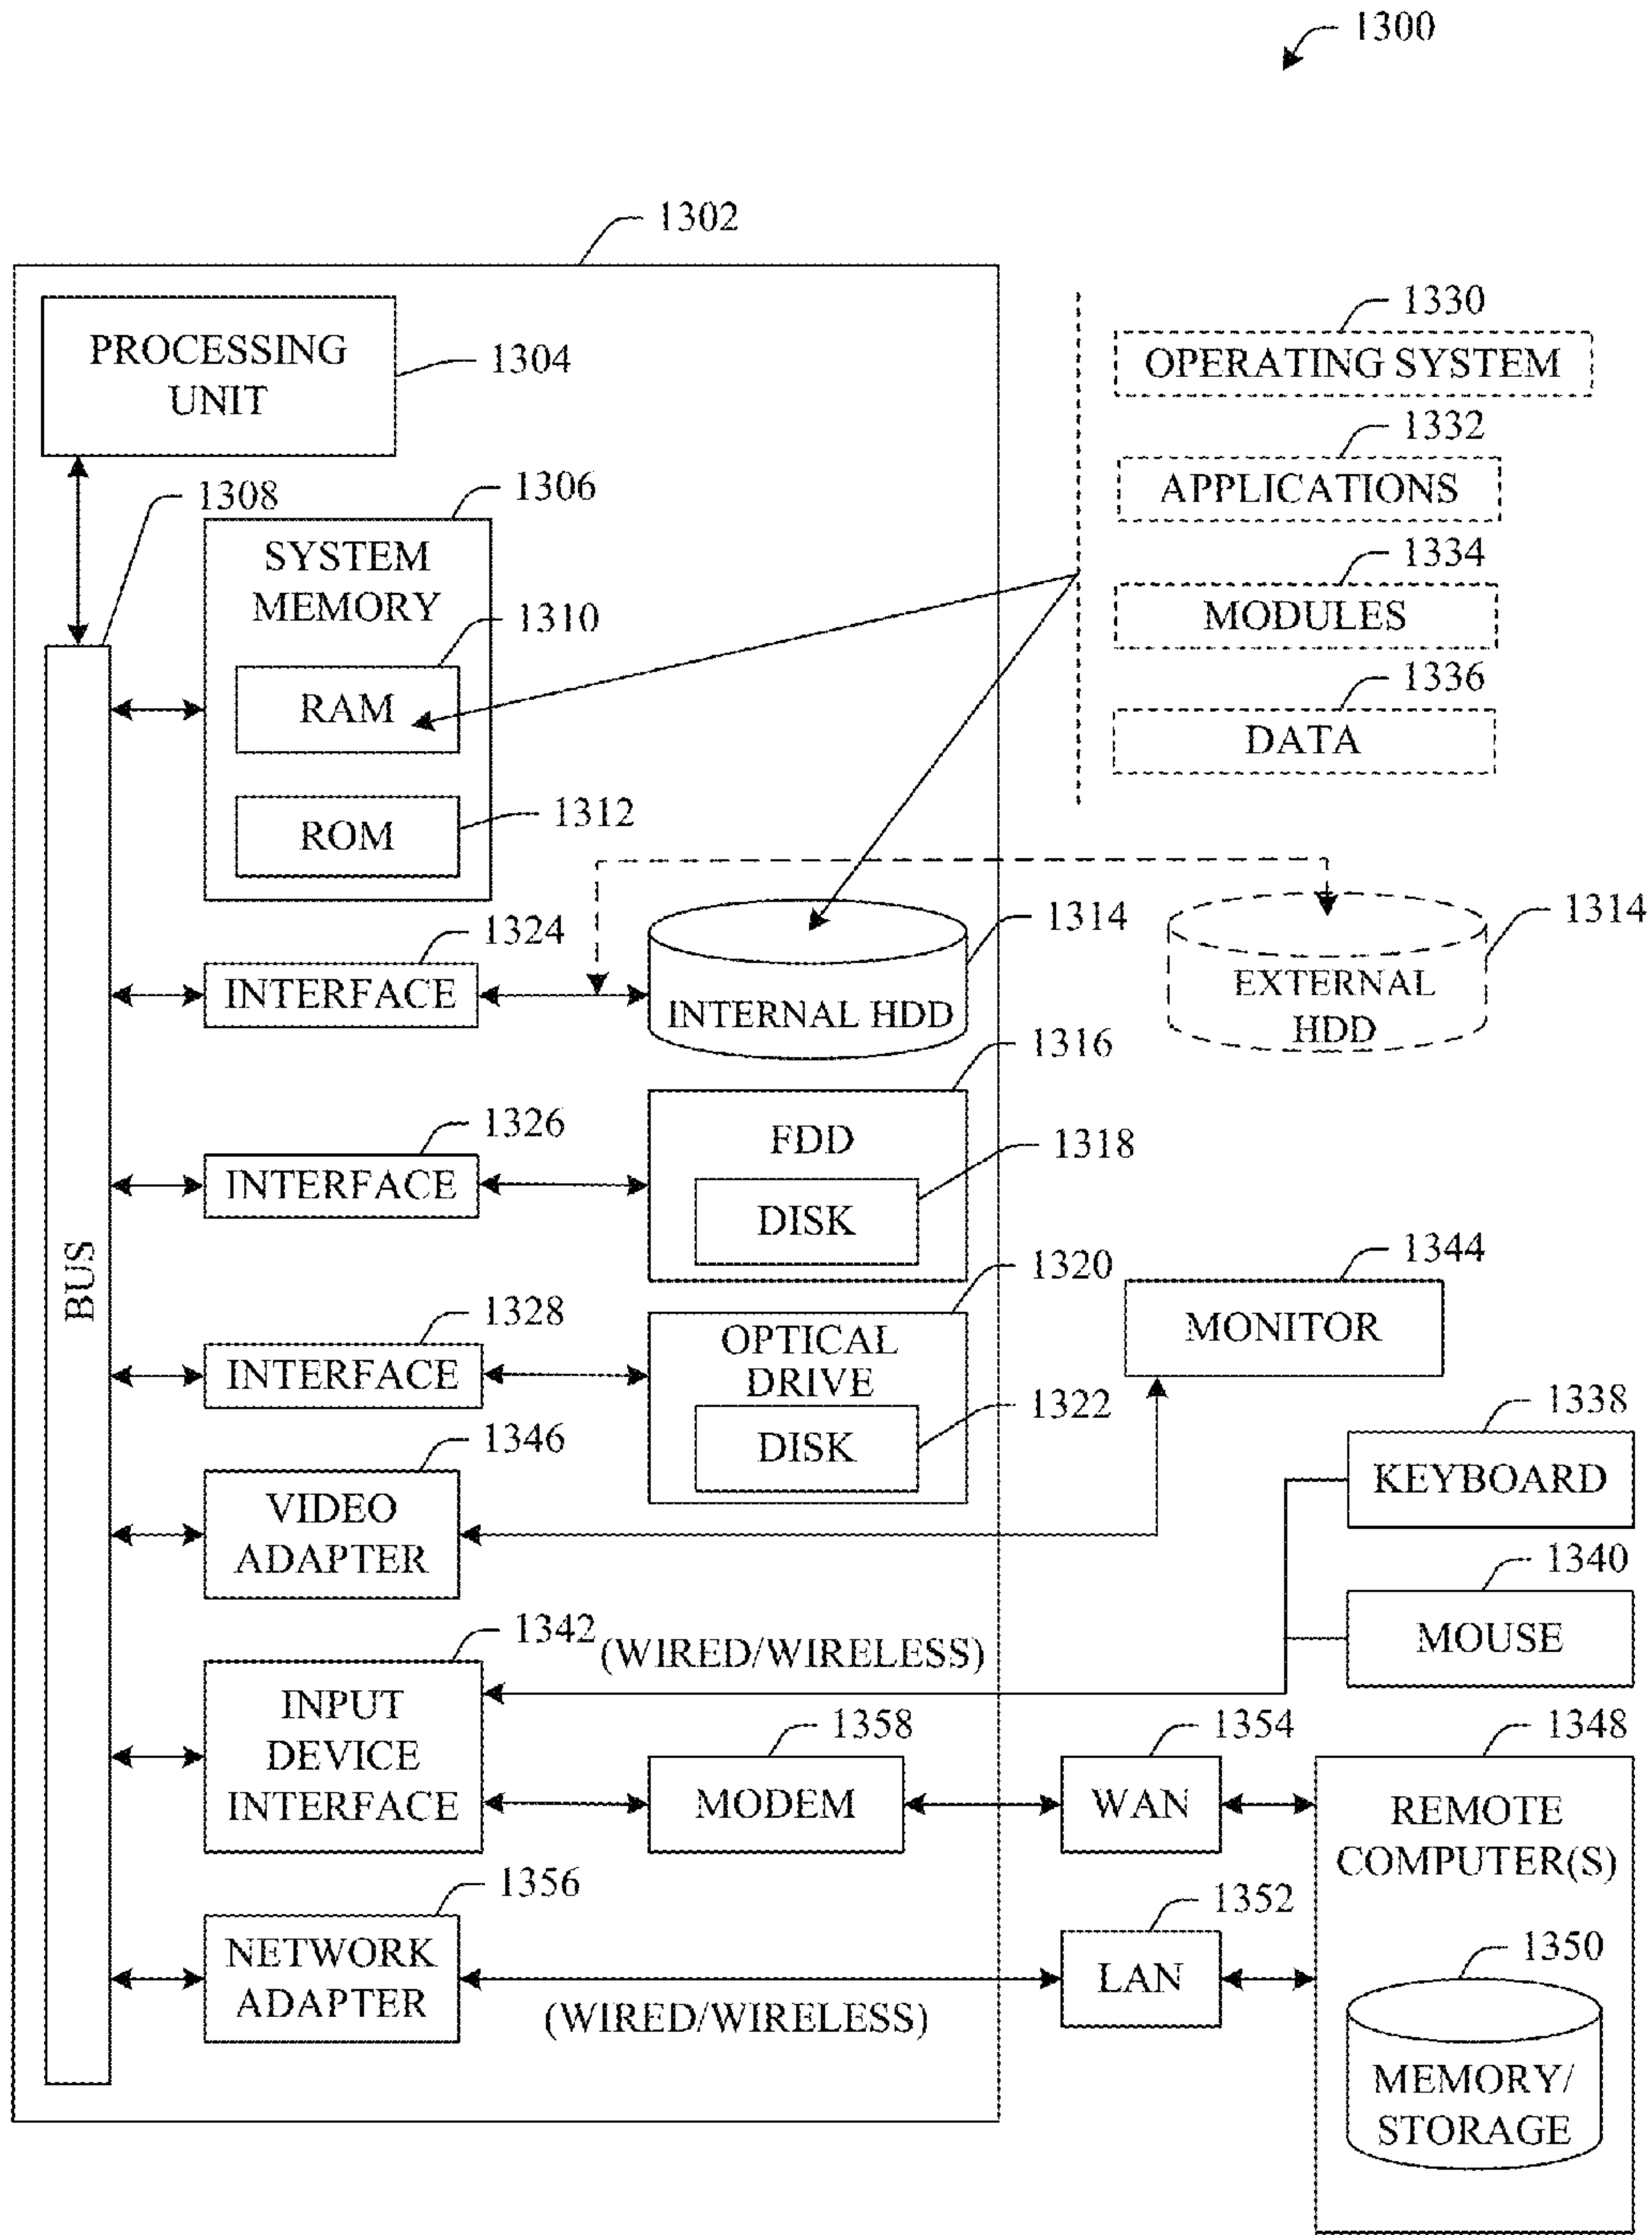 1300
1302
PROCESSING
UNIT
1304
1330
OPERATING SYSTEM
1332
APPLICATIONS
1334
MODULES
1336
DATA
1308
1306
SYSTEM
MEMORY
1310
RAM
1312
ROM
1324
INTERFACE
1314
INTERNAL HDD
1314
EXTERNAL
HDD
1316
FDD
1326
INTERFACE
1318
DISK
BUS
1320
OPTICAL
DRIVE
1328
INTERFACE
1322
DISK
1344
MONITOR
1346
VIDEO
ADAPTER
1338
KEYBOARD
1340
MOUSE
1342
(WIRED/WIRELESS)
INPUT
DEVICE
INTERFACE
1358
MODEM
1354
WAN
1348
REMOTE
COMPUTER(S)
1356
NETWORK
ADAPTER
(WIRED/WIRELESS)
1352
LAN
1350
MEMORY/
STORAGE